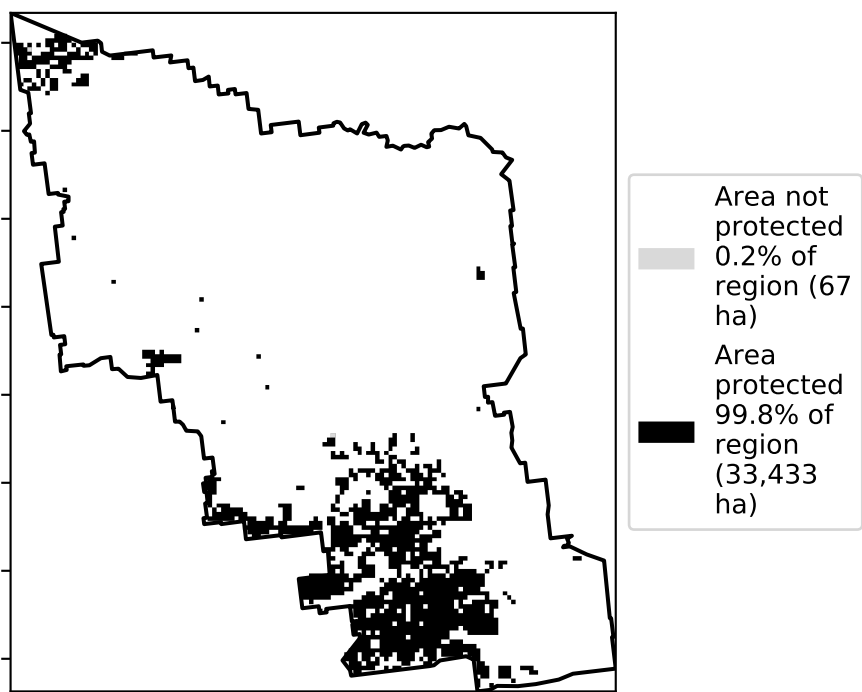 Area not
protected
0.2% of
region (67
ha)
Area
protected
99.8% of
region
(33,433
ha)